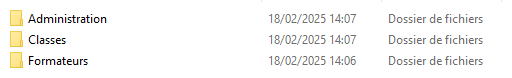 Administration 18/02/2025 14:07 Dossier de fichiers
Classes 18/02/2025 14:07 Dossier de fichiers
Formateurs 18/02/2025 14:06 Dossier de fichiers